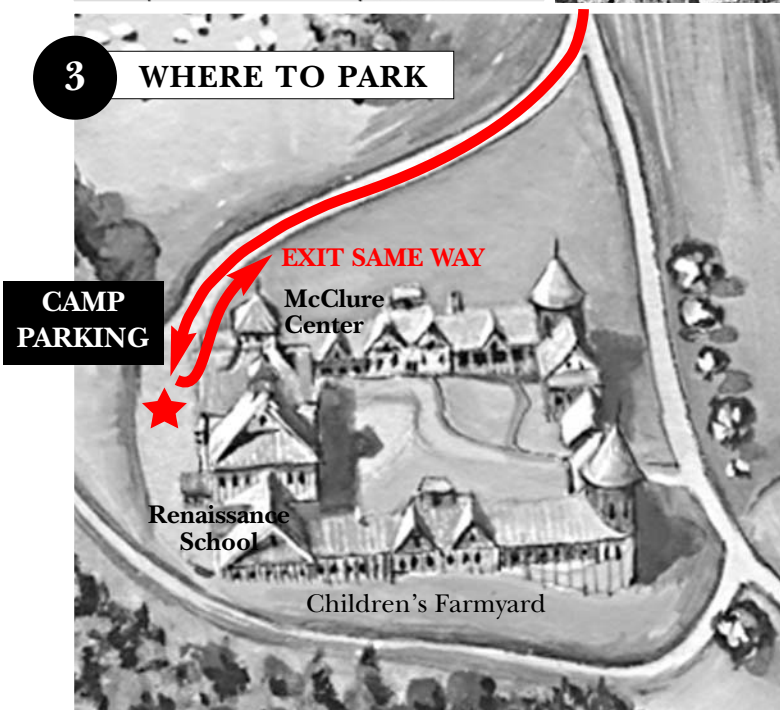 3 WHERE TO PARK
EXIT SAME WAY
CAMP
PARKING
McClure
Center
Renaissance
School
Children’s Farmyard